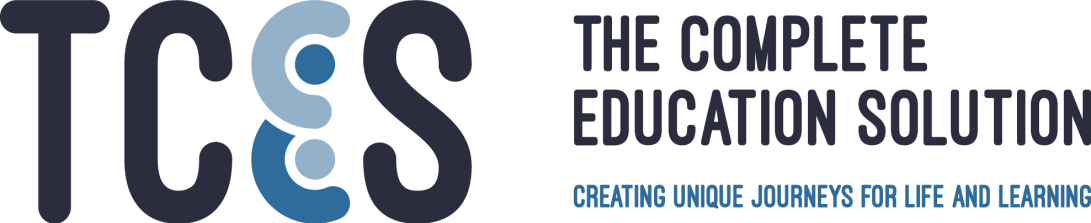 TCES
THE COMPLETE
EDUCATION SOLUTION
CREATING UNIQUE JOURNEYS FOR LIFE AND LEARNING